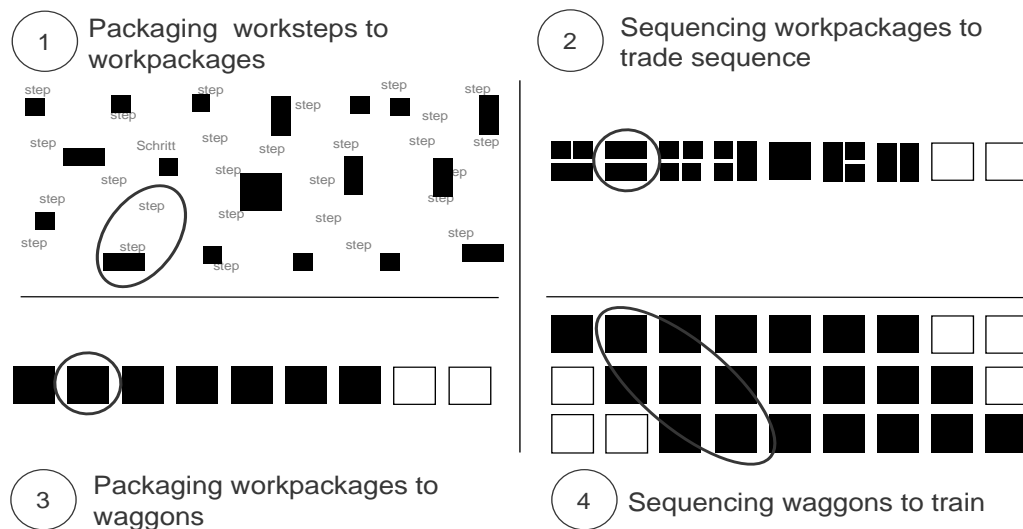 1
Packaging worksteps to
workpackages
2
Sequencing workpackages to
trade sequence
step step step step step
step step step
step Schritt step step step step
step step step step
step step step
step step step step
step
3
Packaging workpackages to
waggons
4
Sequencing waggons to train